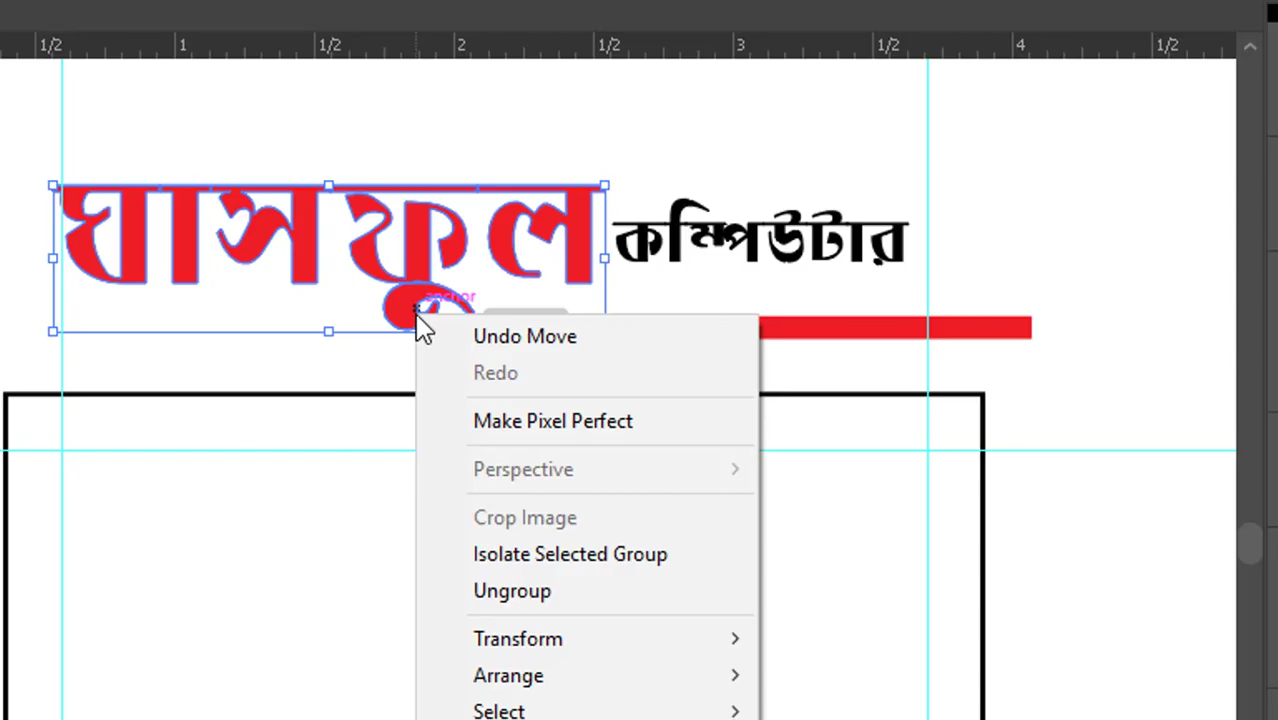 1/2 1 1/2 2 1/2 3 1/2 4 1/2
ঘাসফুল কম্পিউটার
anchor
Undo Move
Redo
Make Pixel Perfect
Perspective
Crop Image
Isolate Selected Group
Ungroup
Transform
Arrange
Select